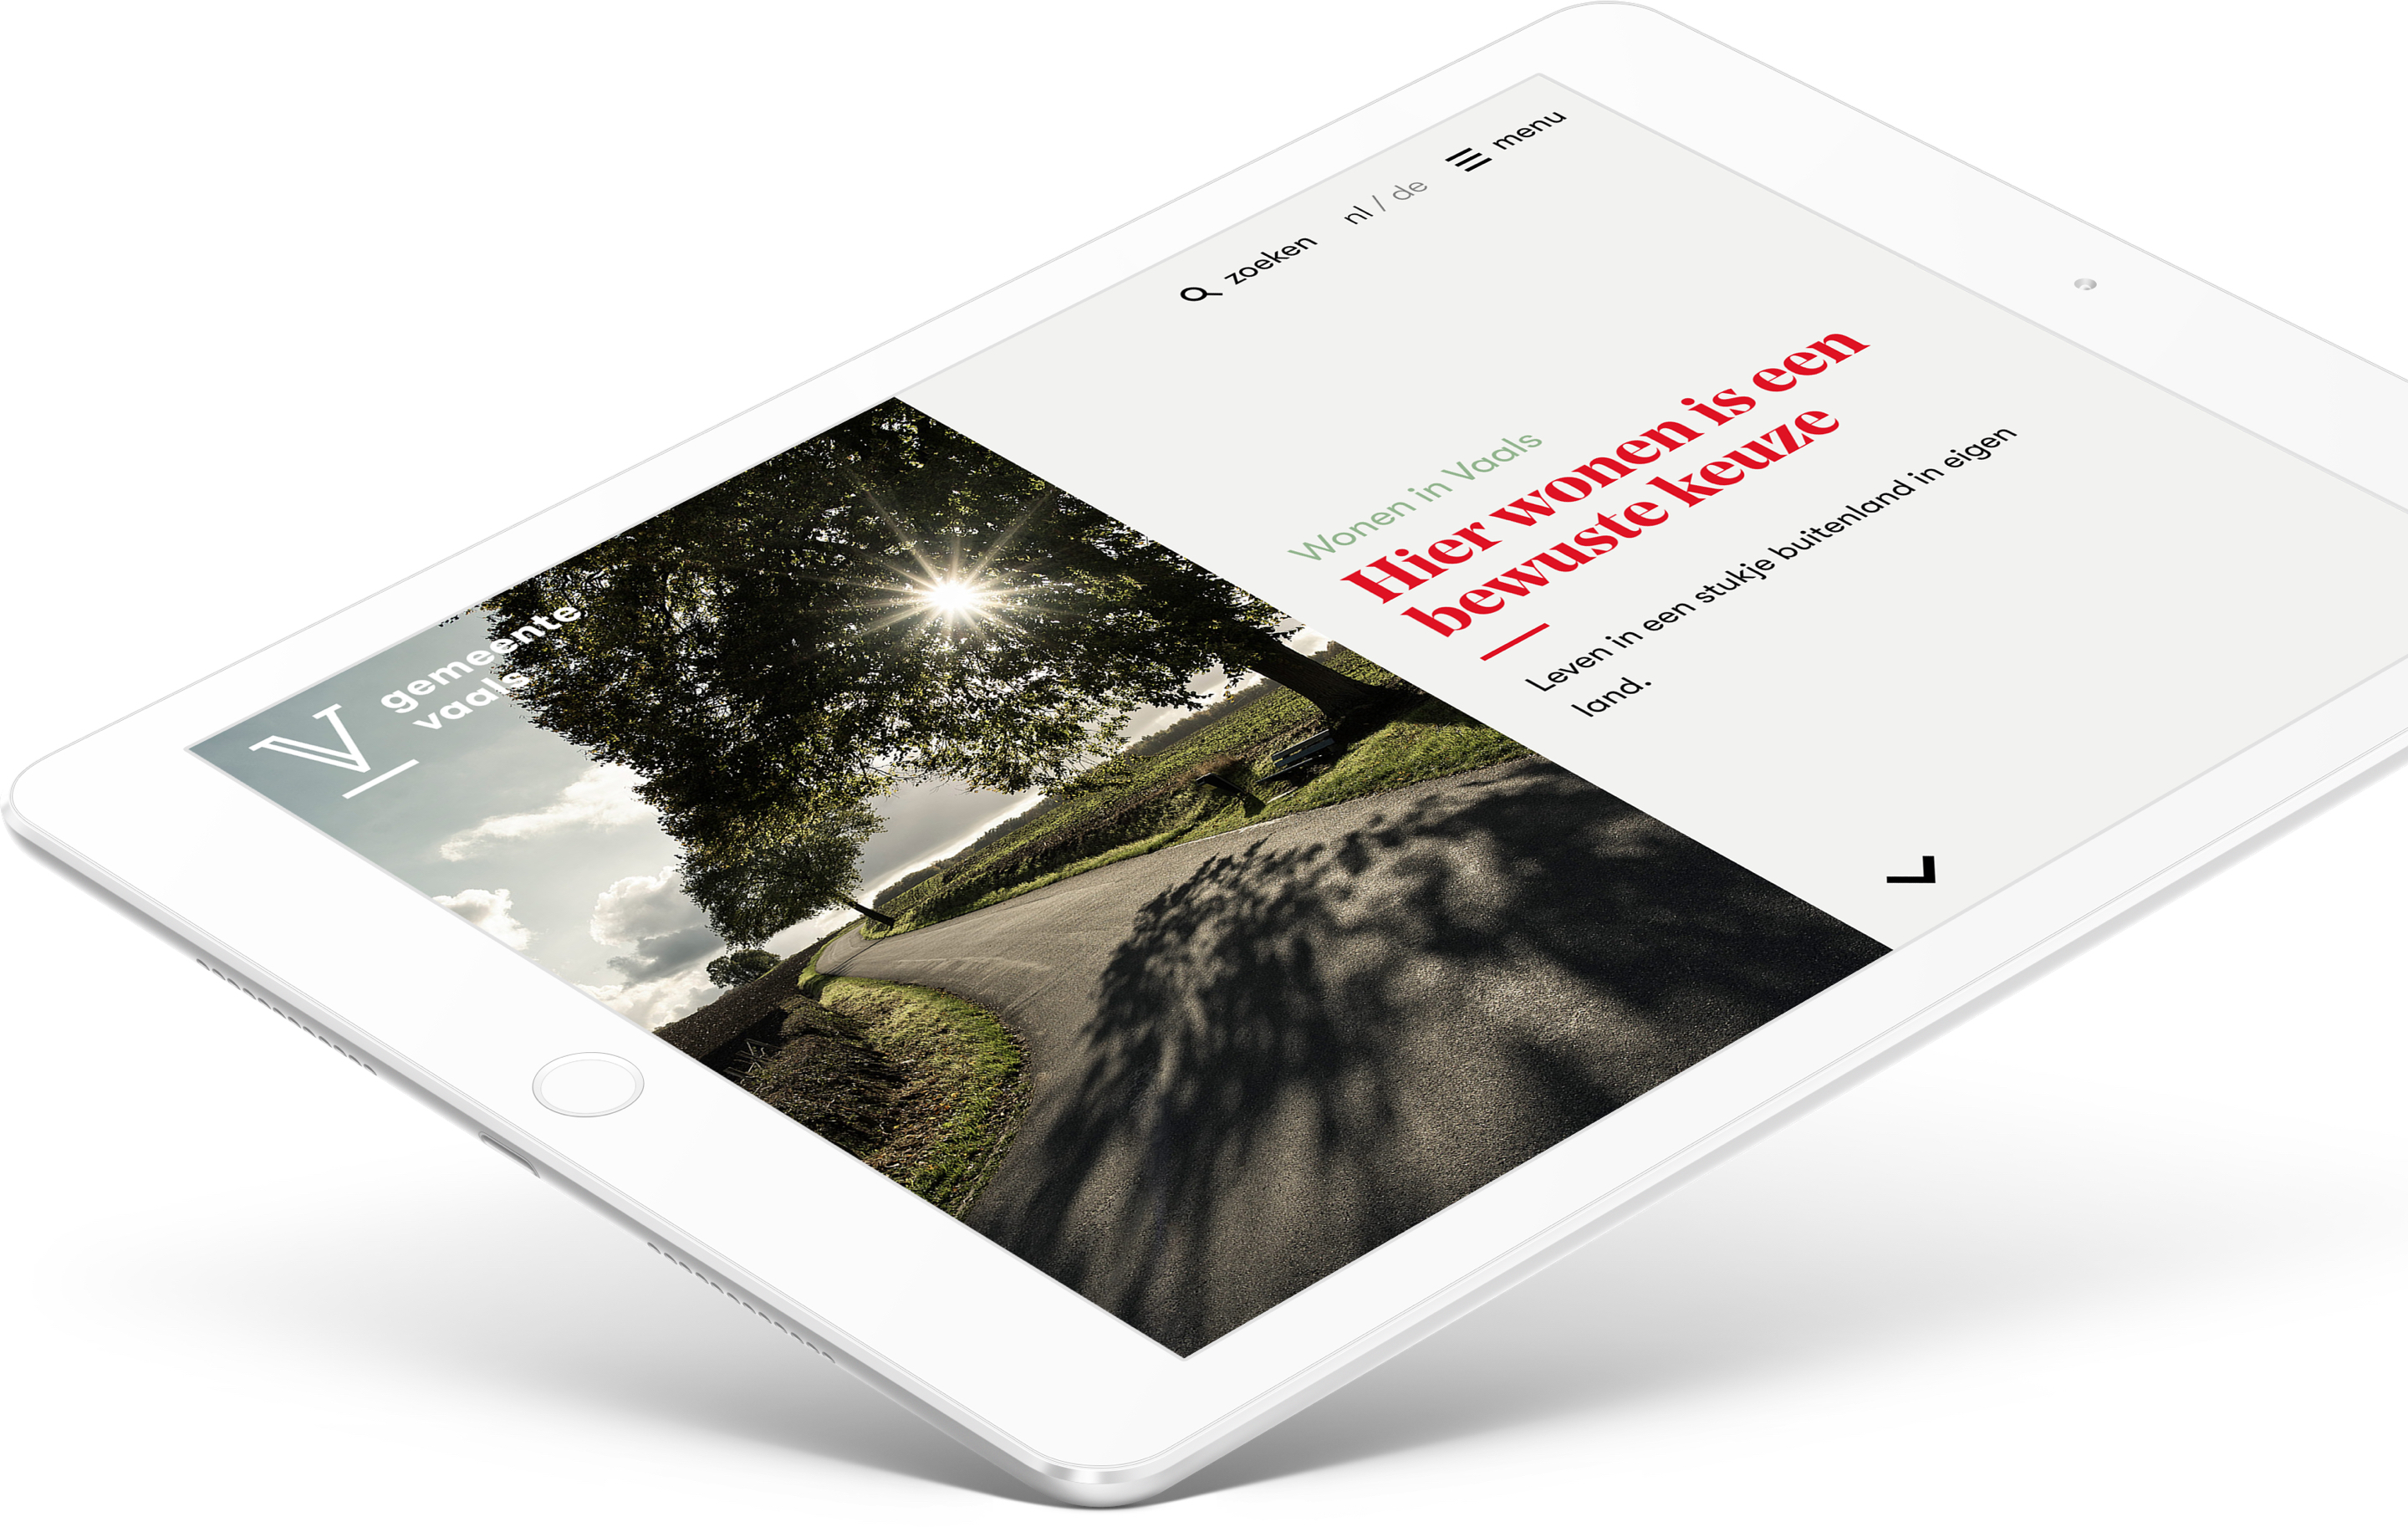 V gemeente
vaals
zoeken nl / de menu
Wonen in Vaals
Hier wonen is een
bewuste keuze
Leven in een stukje buitenland in eigen
land.